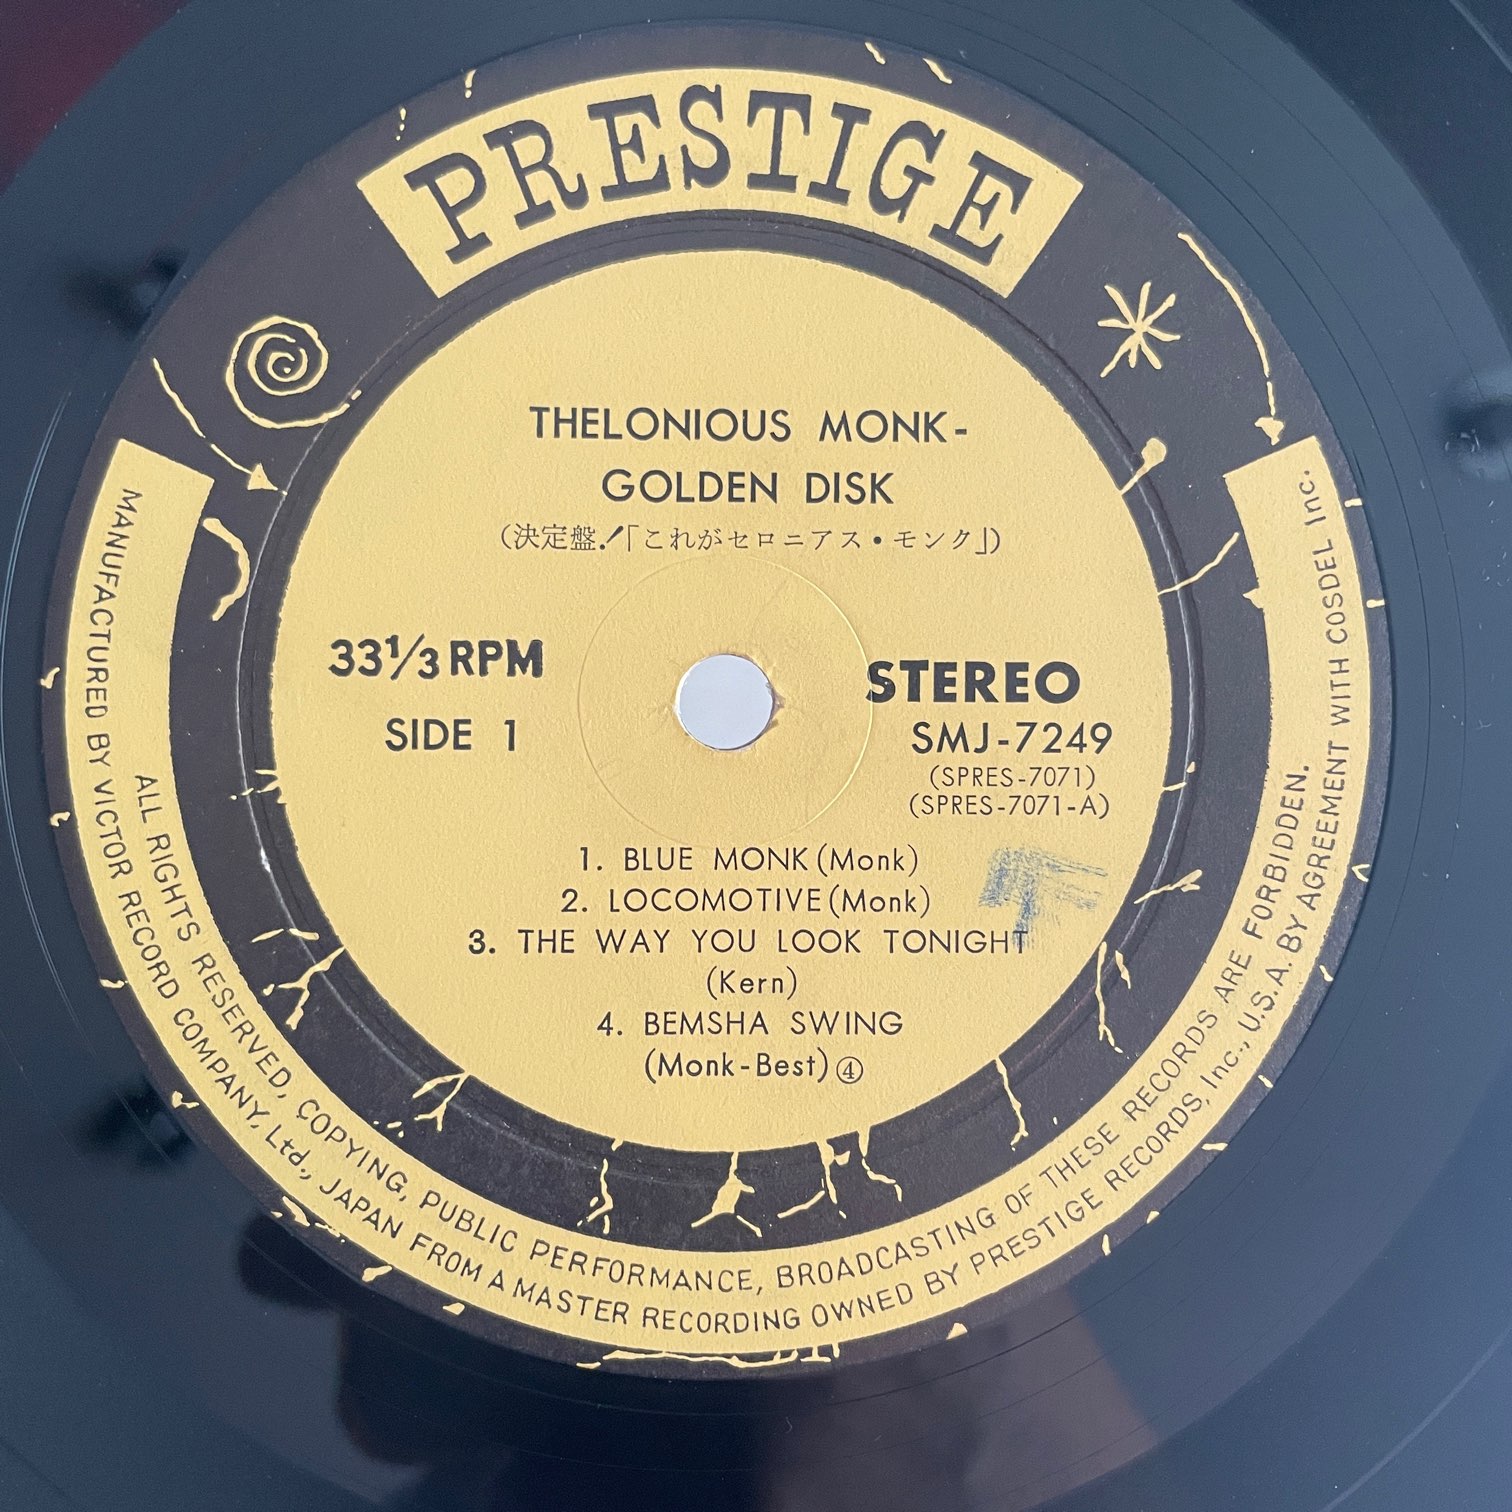 PRESTIGE
THELONIOUS MONK-
GOLDEN DISK
(決定盤!「これがセロニアス・モンク」)
33 1/3 RPM
SIDE 1
STEREO
SMJ-7249
(SPRES-7071)
(SPRES-7071-A)
1. BLUE MONK (Monk)
2. LOCOMOTIVE (Monk)
3. THE WAY YOU LOOK TONIGHT
(Kern)
4. BEMSHA SWING
(Monk-Best) ④
ALL RIGHTS RESERVED, COPYING, PUBLIC PERFORMANCE, BROADCASTING OF THESE RECORDS ARE FORBIDDEN.
MANUFACTURED BY VICTOR RECORD COMPANY, Ltd., JAPAN FROM A MASTER RECORDING OWNED BY PRESTIGE RECORDS, Inc., U.S.A. BY AGREEMENT WITH COSDEL Inc.